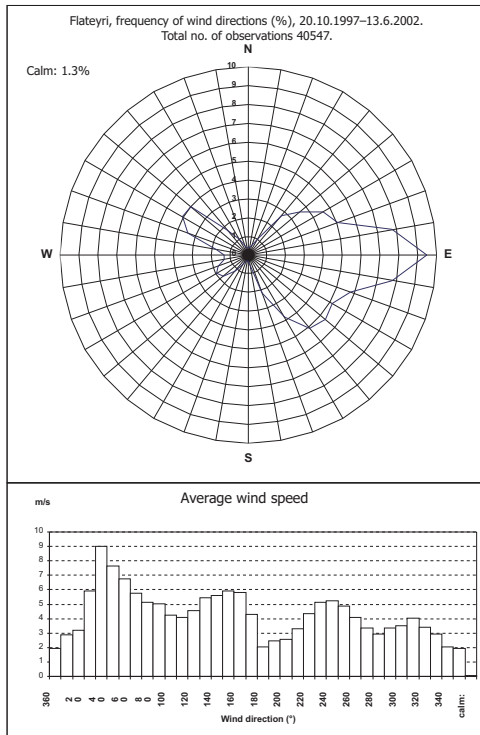 Flateyri, frequency of wind directions (%), 20.10.1997–13.6.2002.
Total no. of observations 40547.
N
Calm: 1.3%
10
9
8
7
6
5
4
3
2
1
0
W
E
S
Average wind speed
m/s
10
9
8
7
6
5
4
3
2
1
0
360 20 40 60 80 100 120 140 160 180 200 220 240 260 280 300 320 340 calm:
Wind direction (°)